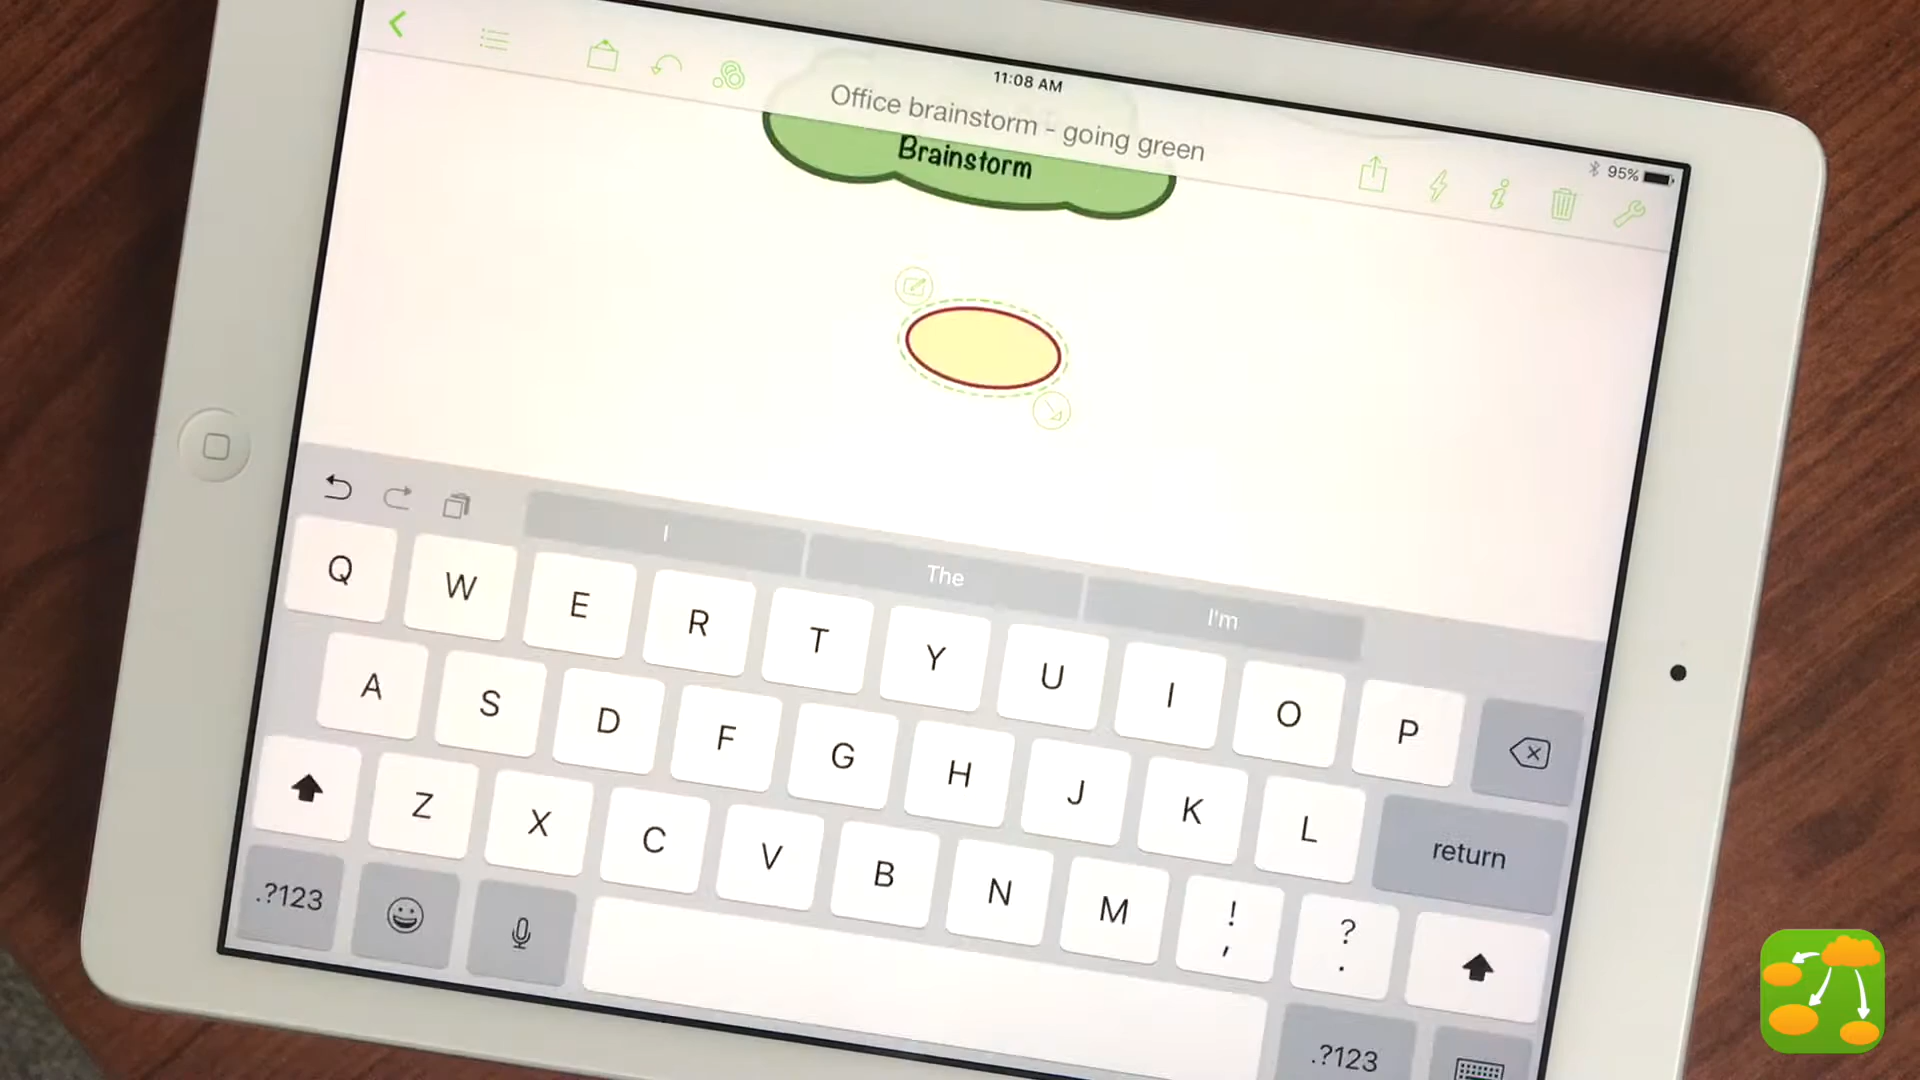 11:08 AM
Office brainstorm - going green
95%
Brainstorm
I The I'm
Q W E R T Y U I O P
A S D F G H J K L return
Z X C V B N M ! , ? .
.?123 .?123